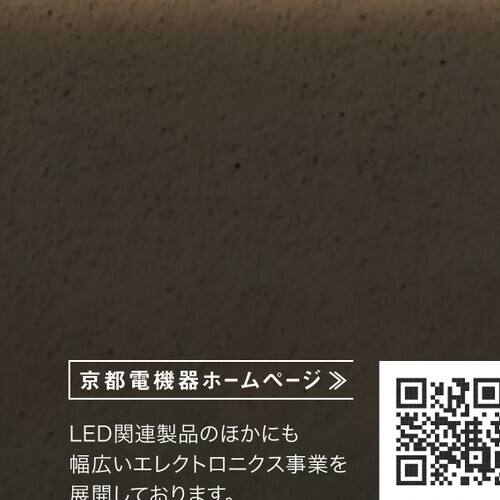 京都電機器ホームページ≫
LED関連製品のほかにも
幅広いエレクトロニクス事業を
展開しております。